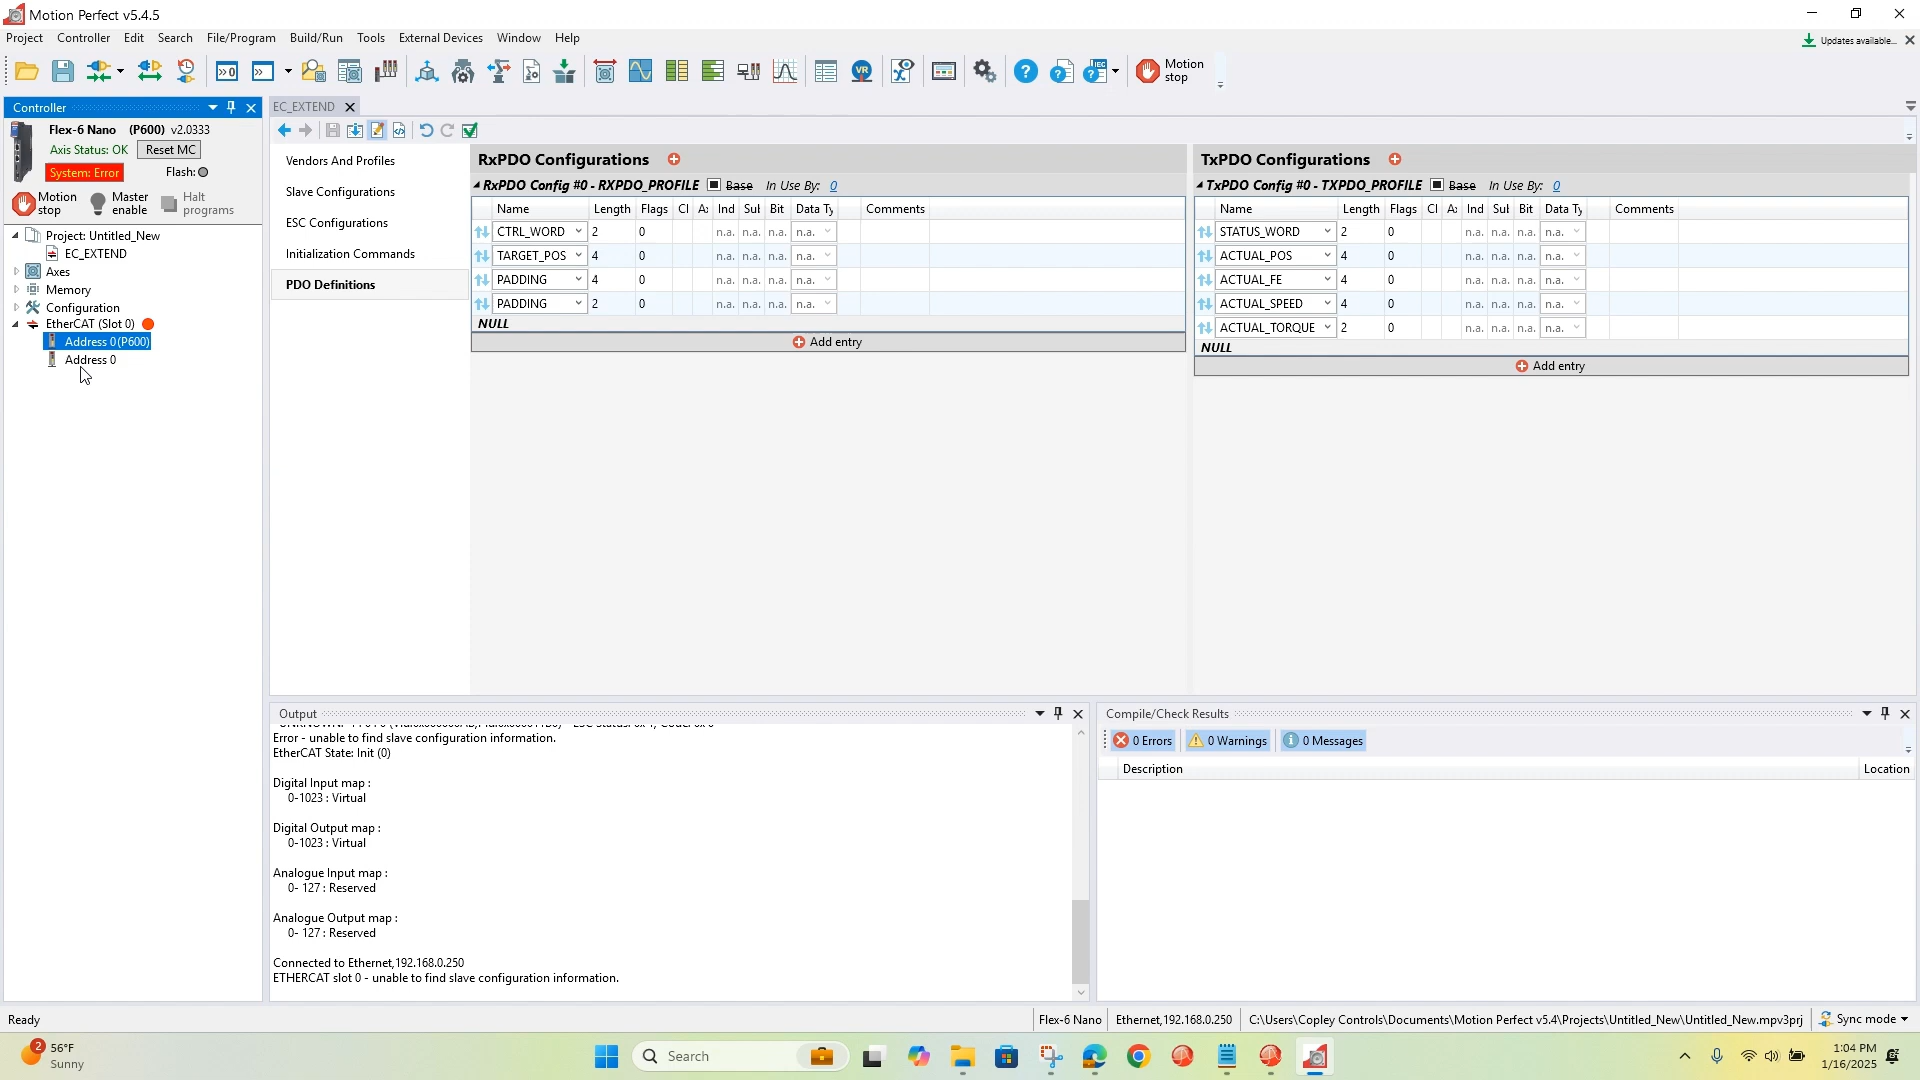 Motion Perfect v5.4.5
Project Controller Edit Search File/Program Build/Run Tools External Devices Window Help
Updates available...
Motion stop
Controller
Flex-6 Nano (P600) v2.0333
Axis Status: OK Reset MC
System: Error Flash:
Motion stop Master enable Halt programs
Project: Untitled_New
EC_EXTEND
Axes
Memory
Configuration
EtherCAT (Slot 0)
Address 0(P600)
Address 0
EC_EXTEND
Vendors And Profiles
Slave Configurations
ESC Configurations
Initialization Commands
PDO Definitions
RxPDO Configurations
RxPDO Config #0 - RXPDO_PROFILE Base In Use By: 0
Name Length Flags Cl A: Ind Sul Bit Data Ty Comments
CTRL_WORD 2 0 n.a. n.a. n.a. n.a.
TARGET_POS 4 0 n.a. n.a. n.a. n.a.
PADDING 4 0 n.a. n.a. n.a. n.a.
PADDING 2 0 n.a. n.a. n.a. n.a.
NULL
Add entry
TxPDO Configurations
TxPDO Config #0 - TXPDO_PROFILE Base In Use By: 0
Name Length Flags Cl A: Ind Sul Bit Data Ty Comments
STATUS_WORD 2 0 n.a. n.a. n.a. n.a.
ACTUAL_POS 4 0 n.a. n.a. n.a. n.a.
ACTUAL_FE 4 0 n.a. n.a. n.a. n.a.
ACTUAL_SPEED 4 0 n.a. n.a. n.a. n.a.
ACTUAL_TORQUE 2 0 n.a. n.a. n.a. n.a.
NULL
Add entry
Output
Error - unable to find slave configuration information.
EtherCAT State: Init (0)
Digital Input map :
0-1023 : Virtual
Digital Output map :
0-1023 : Virtual
Analogue Input map :
0- 127 : Reserved
Analogue Output map :
0- 127 : Reserved
Connected to Ethernet,192.168.0.250
ETHERCAT slot 0 - unable to find slave configuration information.
Compile/Check Results
0 Errors 0 Warnings 0 Messages
Description Location
Ready Flex-6 Nano Ethernet,192.168.0.250 C:\Users\Copley Controls\Documents\Motion Perfect v5.4\Projects\Untitled_New\Untitled_New.mpv3prj Sync mode
2
56°F
Sunny
Search
1:04 PM
1/16/2025